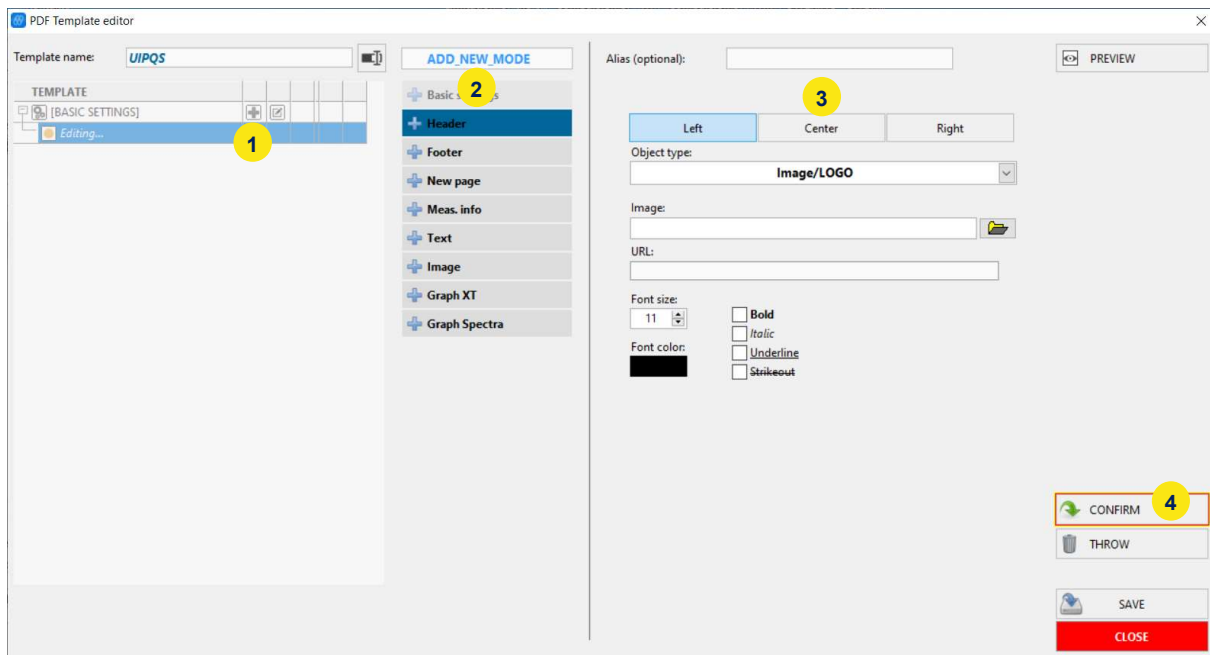 PDF Template editor
Template name: UIPQS
TEMPLATE
[BASIC SETTINGS]
Editing...
1
ADD_NEW_MODE
2
Basic s
Header
Footer
New page
Meas. info
Text
Image
Graph XT
Graph Spectra
Alias (optional):
3
Left Center Right
Object type:
Image/LOGO
Image:
URL:
Font size:
11
Font color:
Bold
Italic
Underline
Strikeout
PREVIEW
CONFIRM 4
THROW
SAVE
CLOSE